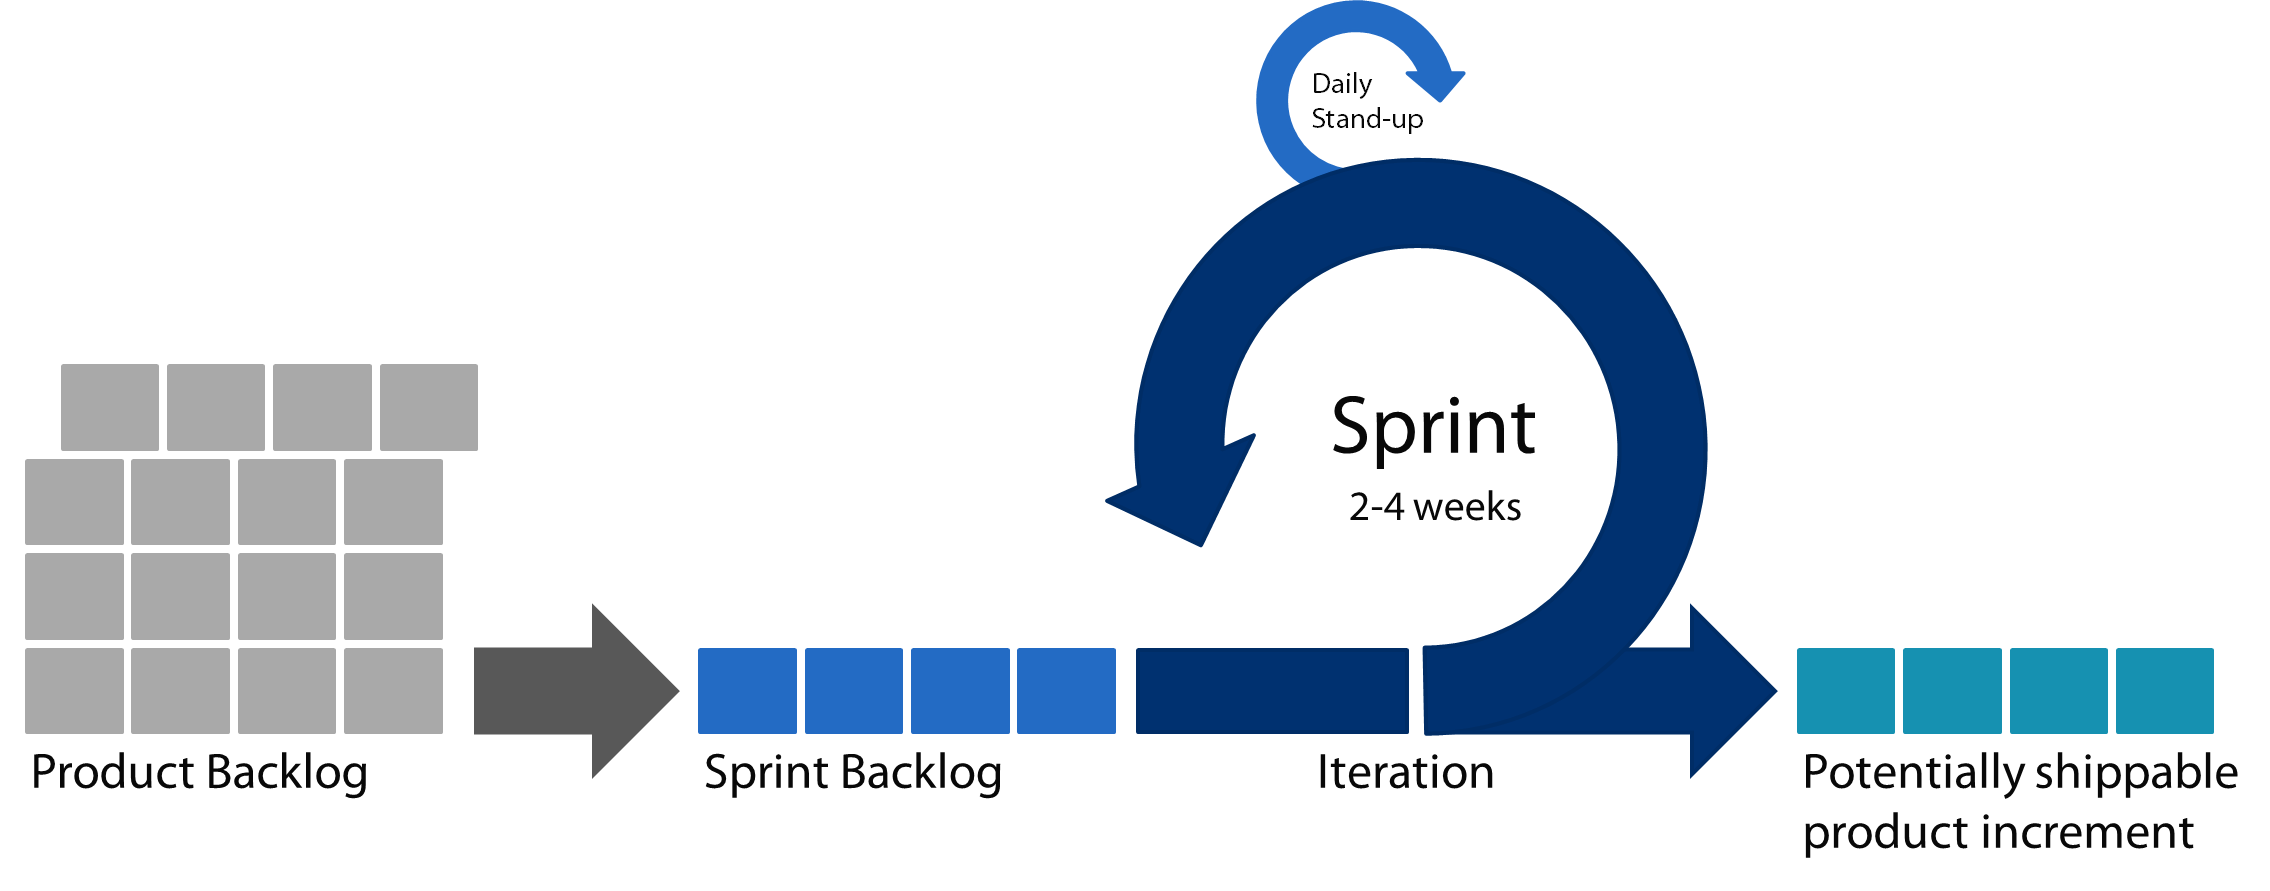 Daily
Stand-up
Sprint
2-4 weeks
Product Backlog
Sprint Backlog
Iteration
Potentially shippable
product increment